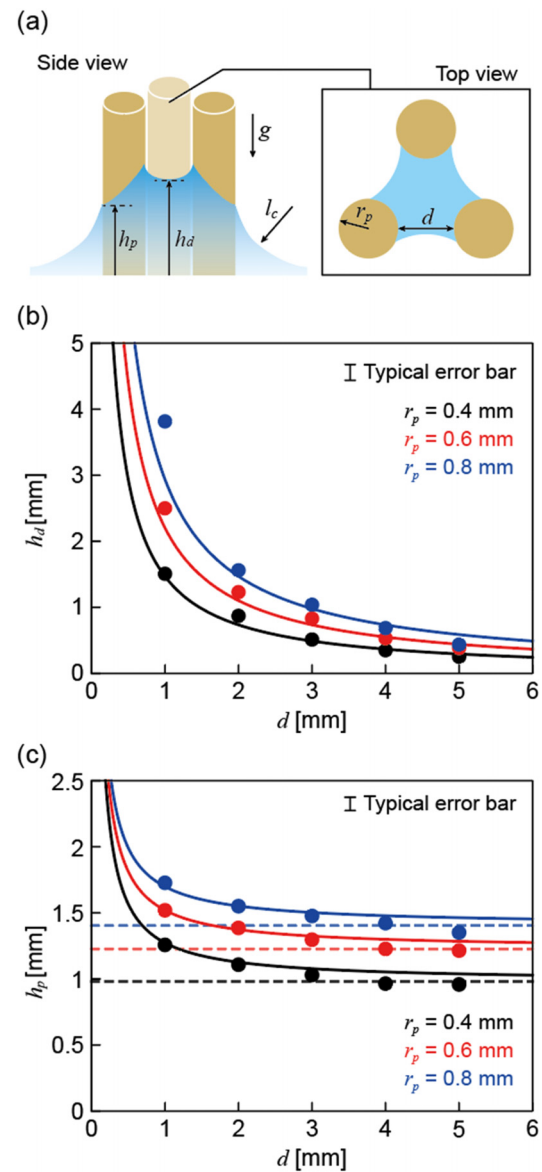 (a)
Side view
Top view
g
l_c
h_p
h_d
r_p
d
(b)
5
4
3
2
1
0
h_d [mm]
Typical error bar
r_p = 0.4 mm
r_p = 0.6 mm
r_p = 0.8 mm
0 1 2 3 4 5 6
d [mm]
(c)
2.5
2
1.5
1
0.5
0
h_p [mm]
Typical error bar
r_p = 0.4 mm
r_p = 0.6 mm
r_p = 0.8 mm
0 1 2 3 4 5 6
d [mm]